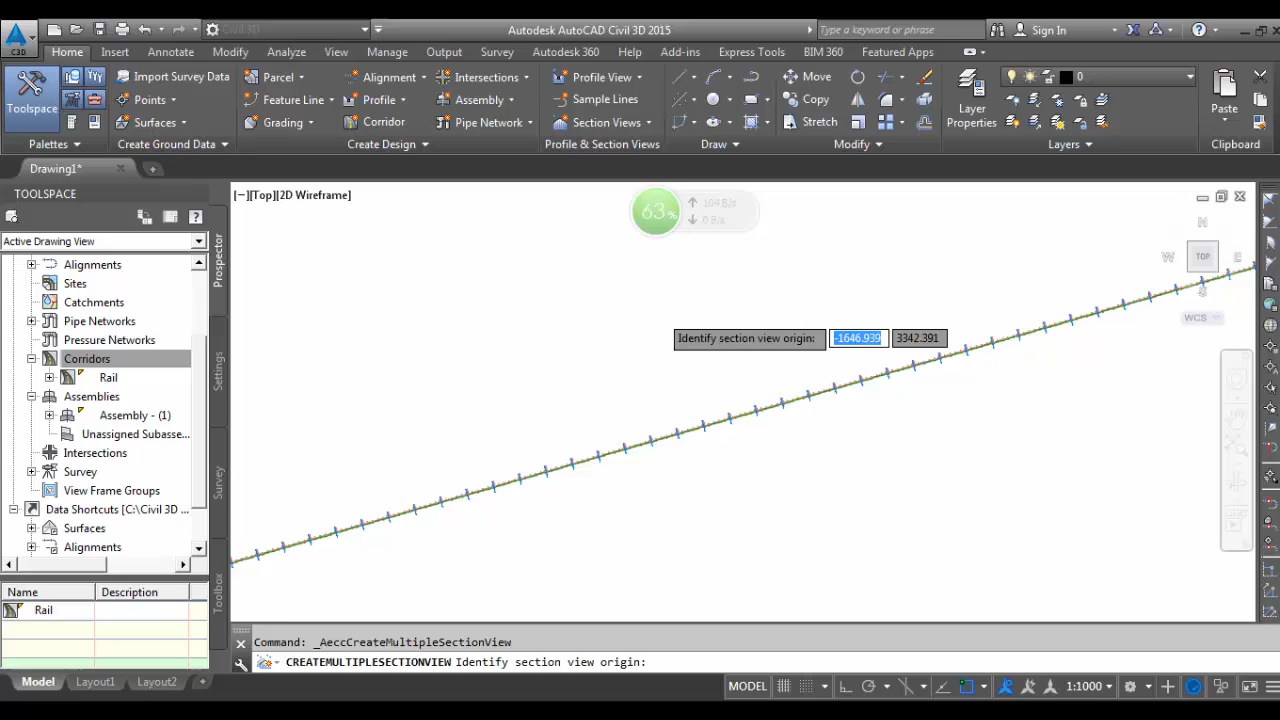 Civil 3D
Autodesk AutoCAD Civil 3D 2015
Type a keyword or phrase
Sign In
C3D
Home Insert Annotate Modify Analyze View Manage Output Survey Autodesk 360 Help Add-ins Express Tools BIM 360 Featured Apps
Toolspace
Import Survey Data
Points
Surfaces
Parcel
Feature Line
Grading
Alignment
Profile
Corridor
Intersections
Assembly
Pipe Network
Profile View
Sample Lines
Section Views
Move
Copy
Stretch
Layer
Properties
0
Paste
Palettes
Create Ground Data
Create Design
Profile & Section Views
Draw
Modify
Layers
Clipboard
Drawing1*
TOOLSPACE
Active Drawing View
Alignments
Sites
Catchments
Pipe Networks
Pressure Networks
Corridors
Rail
Assemblies
Assembly - (1)
Unassigned Subasse...
Intersections
Survey
View Frame Groups
Data Shortcuts [C:\Civil 3D ...
Surfaces
Alignments
Name Description
Rail
Prospector
Settings
Survey
Toolbox
[−][Top][2D Wireframe]
63%
104 B/s
0 B/s
N
W TOP E
S
WCS
Identify section view origin: -1646.939 3342.391
Command: _AeccCreateMultipleSectionView
CREATEMULTIPLESECTIONVIEW Identify section view origin:
Model Layout1 Layout2
MODEL
1:1000